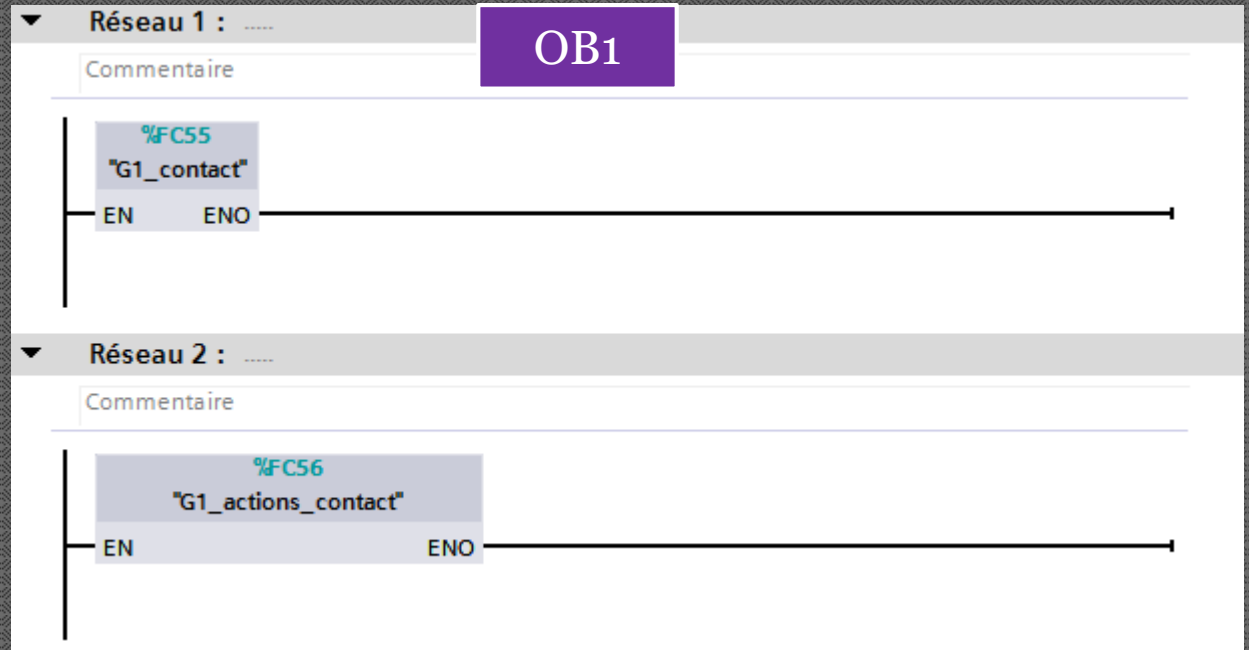 Réseau 1 : .....
OB1
Commentaire
%FC55
"G1_contact"
EN ENO
Réseau 2 : .....
Commentaire
%FC56
"G1_actions_contact"
EN ENO